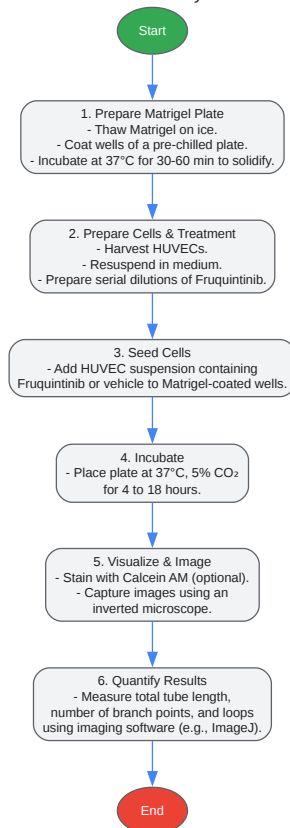 Start
1. Prepare Matrigel Plate
- Thaw Matrigel on ice.
- Coat wells of a pre-chilled plate.
- Incubate at 37°C for 30-60 min to solidify.
2. Prepare Cells & Treatment
- Harvest HUVECs.
- Resuspend in medium.
- Prepare serial dilutions of Fruquintinib.
3. Seed Cells
- Add HUVEC suspension containing
Fruquintinib or vehicle to Matrigel-coated wells.
4. Incubate
- Place plate at 37°C, 5% CO₂
for 4 to 18 hours.
5. Visualize & Image
- Stain with Calcein AM (optional).
- Capture images using an
inverted microscope.
6. Quantify Results
- Measure total tube length,
number of branch points, and loops
using imaging software (e.g., ImageJ).
End